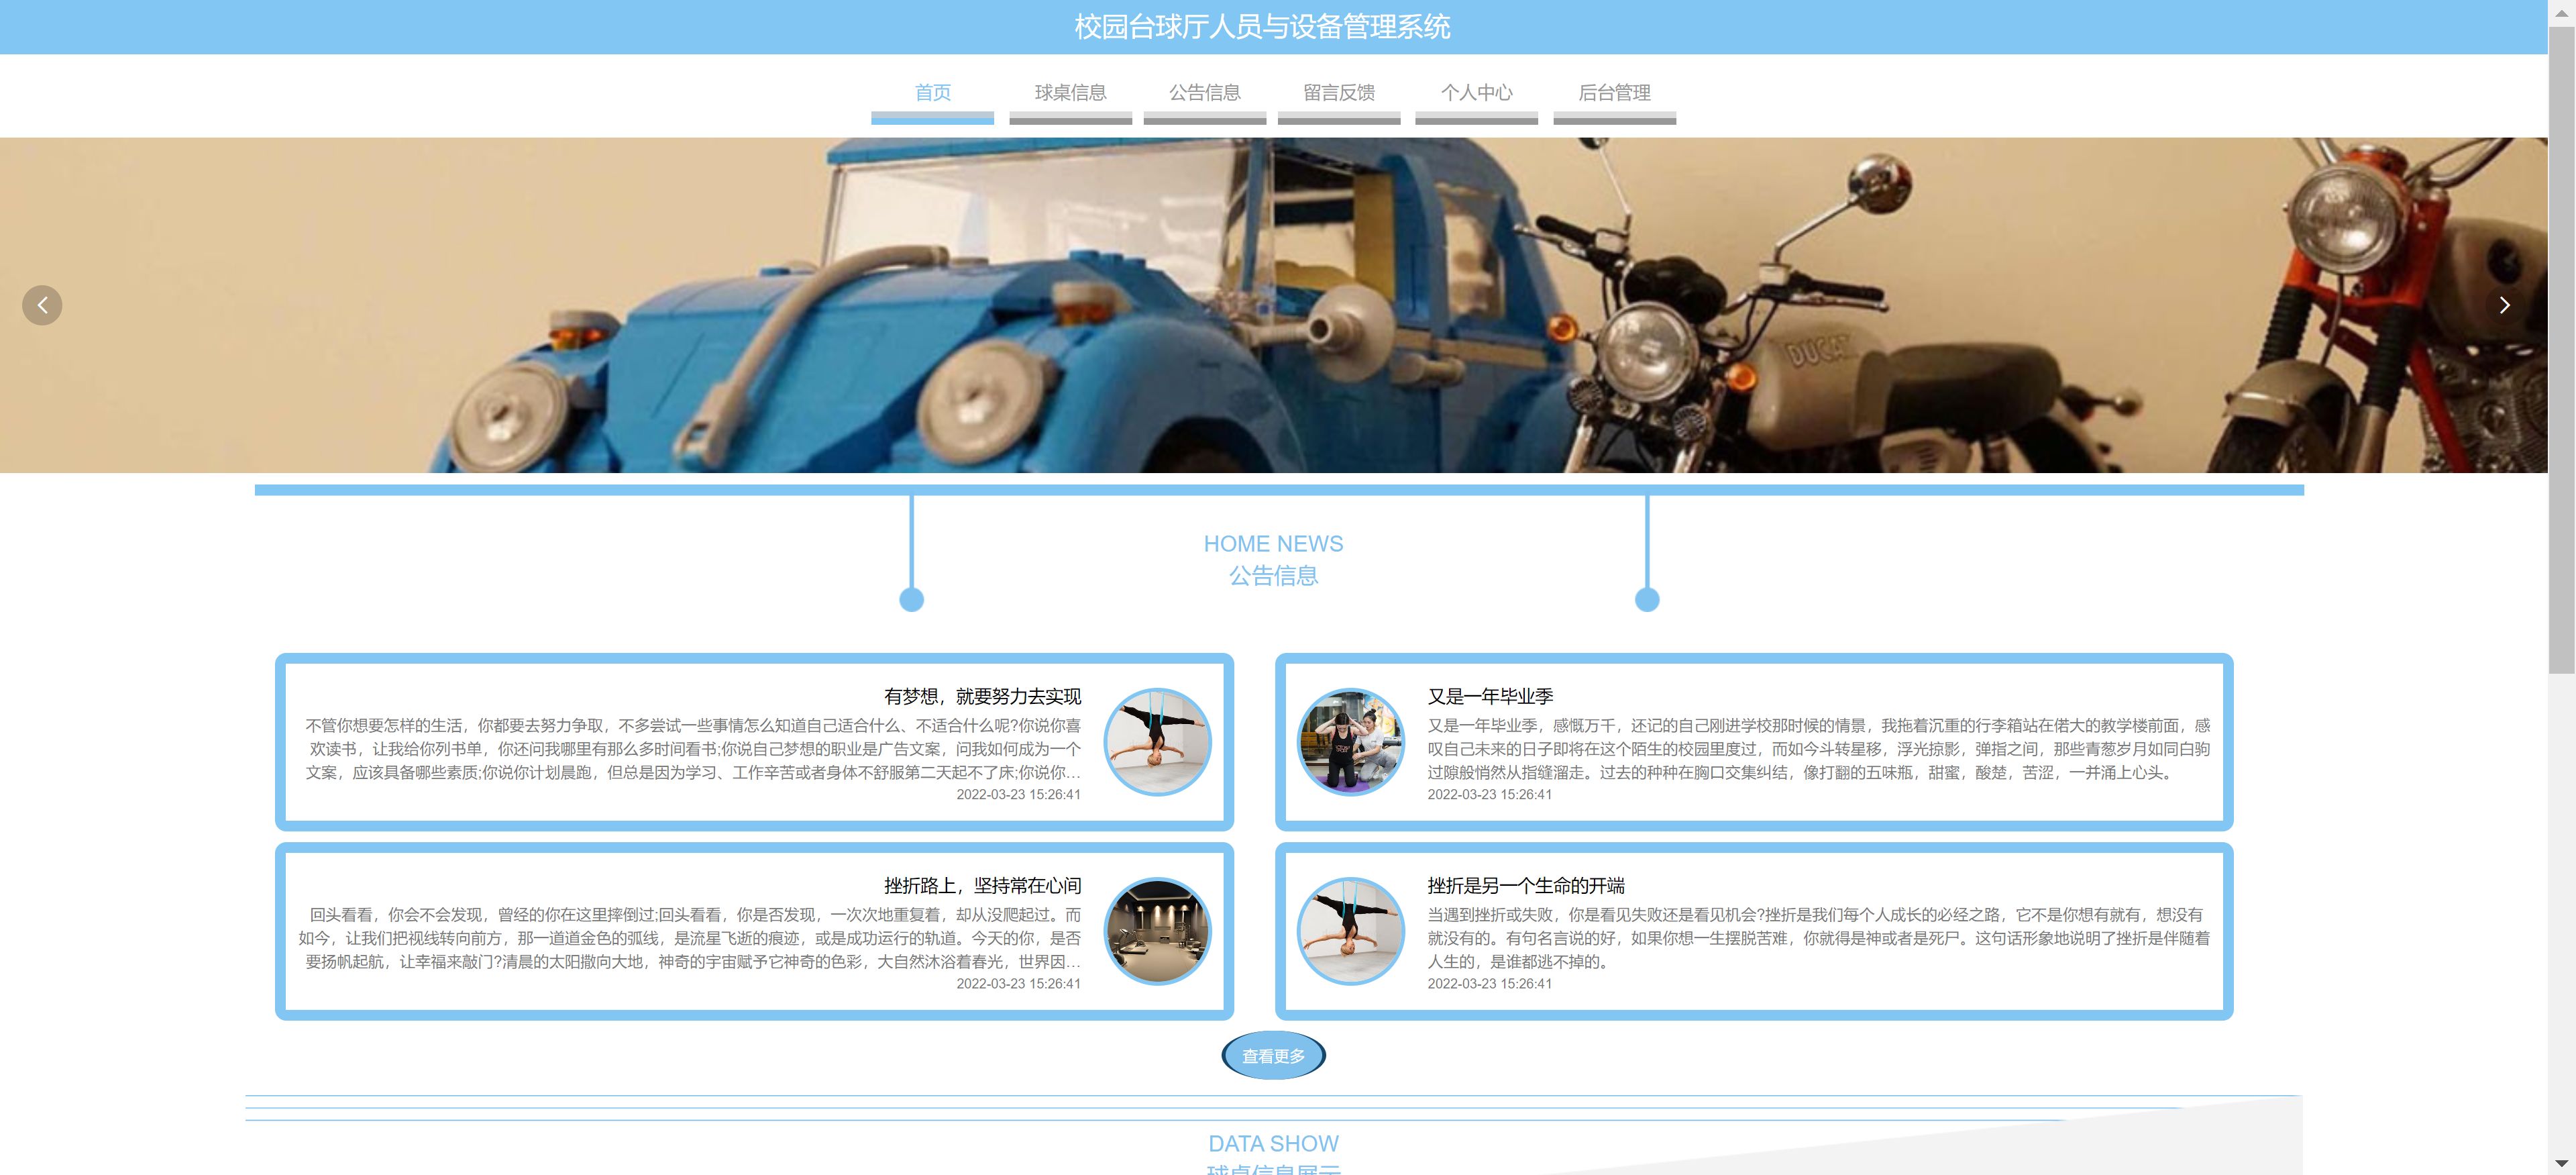 校园台球厅人员与设备管理系统
首页 球桌信息 公告信息 留言反馈 个人中心 后台管理
DUCATI
HOME NEWS
公告信息
有梦想，就要努力去实现
不管你想要怎样的生活，你都要去努力争取，不多尝试一些事情怎么知道自己适合什么、不适合什么呢?你说你喜
欢读书，让我给你列书单，你还问我哪里有那么多时间看书;你说自己梦想的职业是广告文案，问我如何成为一个
文案，应该具备哪些素质;你说你计划晨跑，但总是因为学习、工作辛苦或者身体不舒服第二天起不了床;你说你…
2022-03-23 15:26:41
又是一年毕业季
又是一年毕业季，感慨万千，还记的自己刚进学校那时候的情景，我拖着沉重的行李箱站在偌大的教学楼前面，感
叹自己未来的日子即将在这个陌生的校园里度过，而如今斗转星移，浮光掠影，弹指之间，那些青葱岁月如同白驹
过隙般悄然从指缝溜走。过去的种种在胸口交集纠结，像打翻的五味瓶，甜蜜，酸楚，苦涩，一并涌上心头。
2022-03-23 15:26:41
挫折路上，坚持常在心间
回头看看，你会不会发现，曾经的你在这里摔倒过;回头看看，你是否发现，一次次地重复着，却从没爬起过。而
如今，让我们把视线转向前方，那一道道金色的弧线，是流星飞逝的痕迹，或是成功运行的轨道。今天的你，是否
要扬帆起航，让幸福来敲门?清晨的太阳撒向大地，神奇的宇宙赋予它神奇的色彩，大自然沐浴着春光，世界因…
2022-03-23 15:26:41
挫折是另一个生命的开端
当遇到挫折或失败，你是看见失败还是看见机会?挫折是我们每个人成长的必经之路，它不是你想有就有，想没有
就没有的。有句名言说的好，如果你想一生摆脱苦难，你就得是神或者是死尸。这句话形象地说明了挫折是伴随着
人生的，是谁都逃不掉的。
2022-03-23 15:26:41
查看更多
DATA SHOW
球桌信息展示